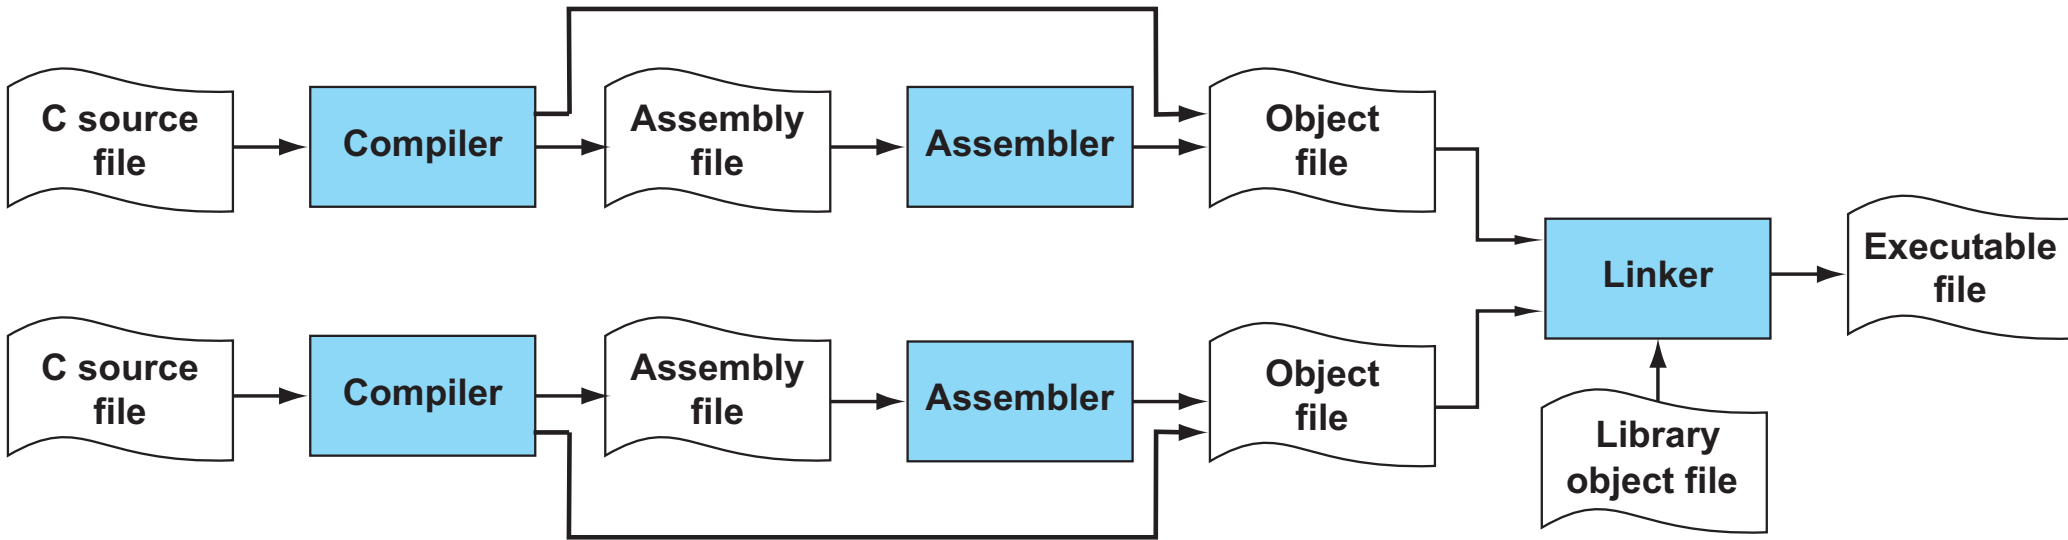 C source
file
Compiler
Assembly
file
Assembler
Object
file
Linker
Executable
file
C source
file
Compiler
Assembly
file
Assembler
Object
file
Library
object file